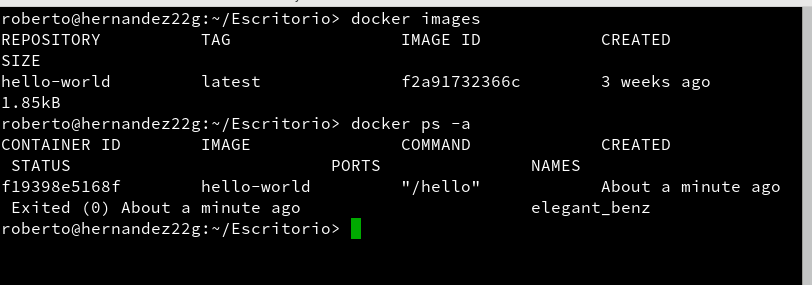 roberto@hernandez22g:~/Escritorio> docker images
REPOSITORY TAG IMAGE ID CREATED
SIZE
hello-world latest f2a91732366c 3 weeks ago
1.85kB
roberto@hernandez22g:~/Escritorio> docker ps -a
CONTAINER ID IMAGE COMMAND CREATED
STATUS PORTS NAMES
f19398e5168f hello-world "/hello" About a minute ago
Exited (0) About a minute ago elegant_benz
roberto@hernandez22g:~/Escritorio>